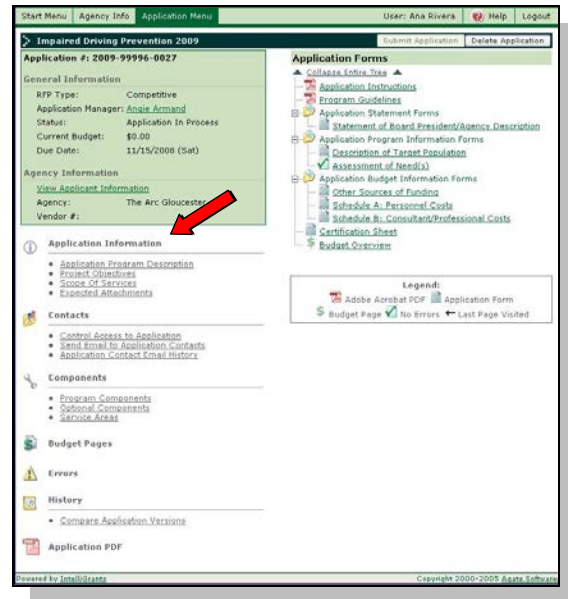 Start Menu Agency Info Application Menu User: Ana Rivera Help Logout
Impaired Driving Prevention 2009 Submit Application Delete Application
Application #: 2009-99996-0027
General Information
RFP Type: Competitive
Application Manager: Angie Armand
Status: Application In Process
Current Budget: $0.00
Due Date: 11/15/2008 (Sat)
Agency Information
View Applicant Information
Agency: The Arc Gloucester
Vendor #:
Application Information
Application Program Description
Project Objectives
Scope Of Services
Expected Attachments
Contacts
Control Access to Application
Send Email to Application Contacts
Application Contact Email History
Components
Program Components
Optional Components
Service Areas
Budget Pages
Errors
History
Compare Application Versions
Application PDF
Application Forms
Collapse Entire Tree
Application Instructions
Program Guidelines
Application Statement Forms
Statement of Board President/Agency Description
Application Program Information Forms
Description of Target Population
Assessment of Need(s)
Application Budget Information Forms
Other Sources of Funding
Schedule A: Personnel Costs
Schedule B: Consultant/Professional Costs
Certification Sheet
$ Budget Overview
Legend:
Adobe Acrobat PDF Application Form
$ Budget Page No Errors Last Page Visited
Powered by IntelliGrants Copyright 2000-2005 Agate Software